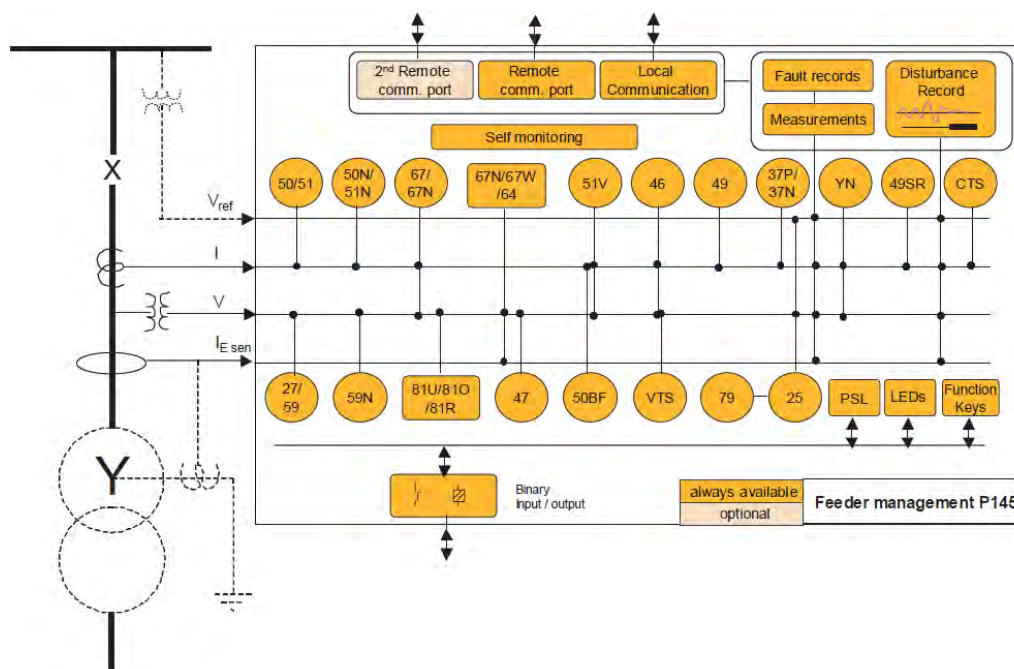 2nd Remote
comm. port
Remote
comm. port
Local
Communication
Fault records
Measurements
Disturbance
Record
Self monitoring
X
50/51
50N/
51N
67/
67N
67N/67W
/64
51V
46
49
37P/
37N
YN
49SR
CTS
Vref
I
V
IE sen
27/
59
59N
81U/81O
/81R
47
50BF
VTS
79
25
PSL
LEDs
Function
Keys
Y
Binary
Input / output
always available
optional
Feeder management P145